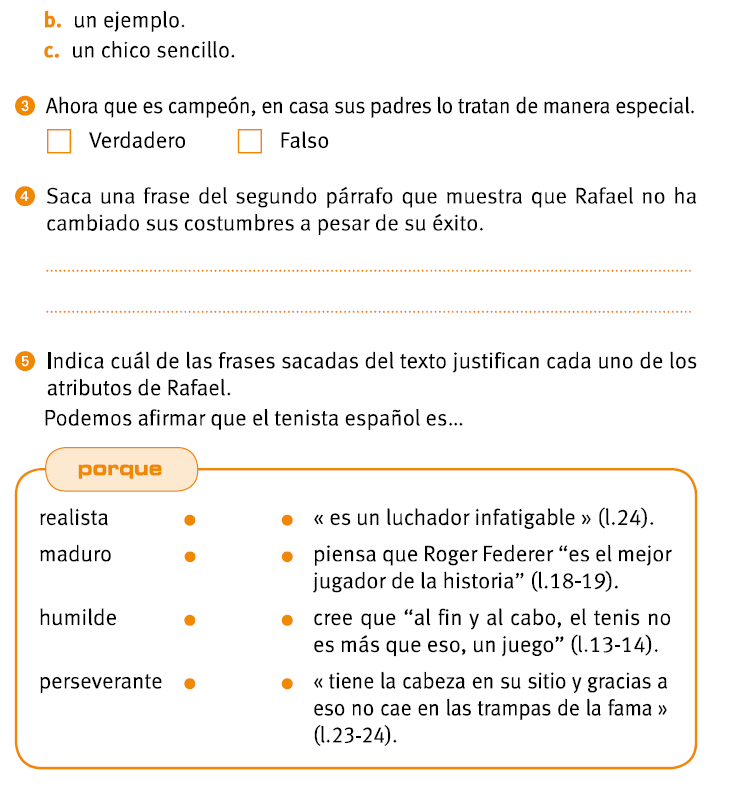 b. un ejemplo.
c. un chico sencillo.
3 Ahora que es campeón, en casa sus padres lo tratan de manera especial.
Verdadero Falso
4 Saca una frase del segundo párrafo que muestra que Rafael no ha
cambiado sus costumbres a pesar de su éxito.
5 Indica cuál de las frases sacadas del texto justifican cada uno de los
atributos de Rafael.
Podemos afirmar que el tenista español es...
porque
realista « es un luchador infatigable » (l.24).
maduro piensa que Roger Federer “es el mejor
jugador de la historia” (l.18-19).
humilde cree que “al fin y al cabo, el tenis no
es más que eso, un juego” (l.13-14).
perseverante « tiene la cabeza en su sitio y gracias a
eso no cae en las trampas de la fama »
(l.23-24).